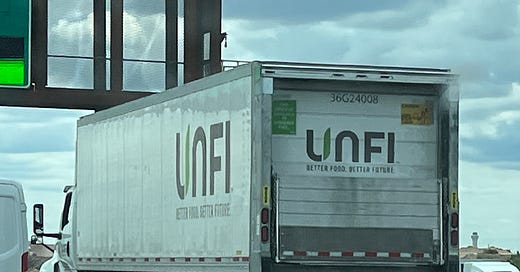 UNFI
BETTER FOOD. BETTER FUTURE.
36G24008
UNFI
BETTER FOOD. BETTER FUTURE.